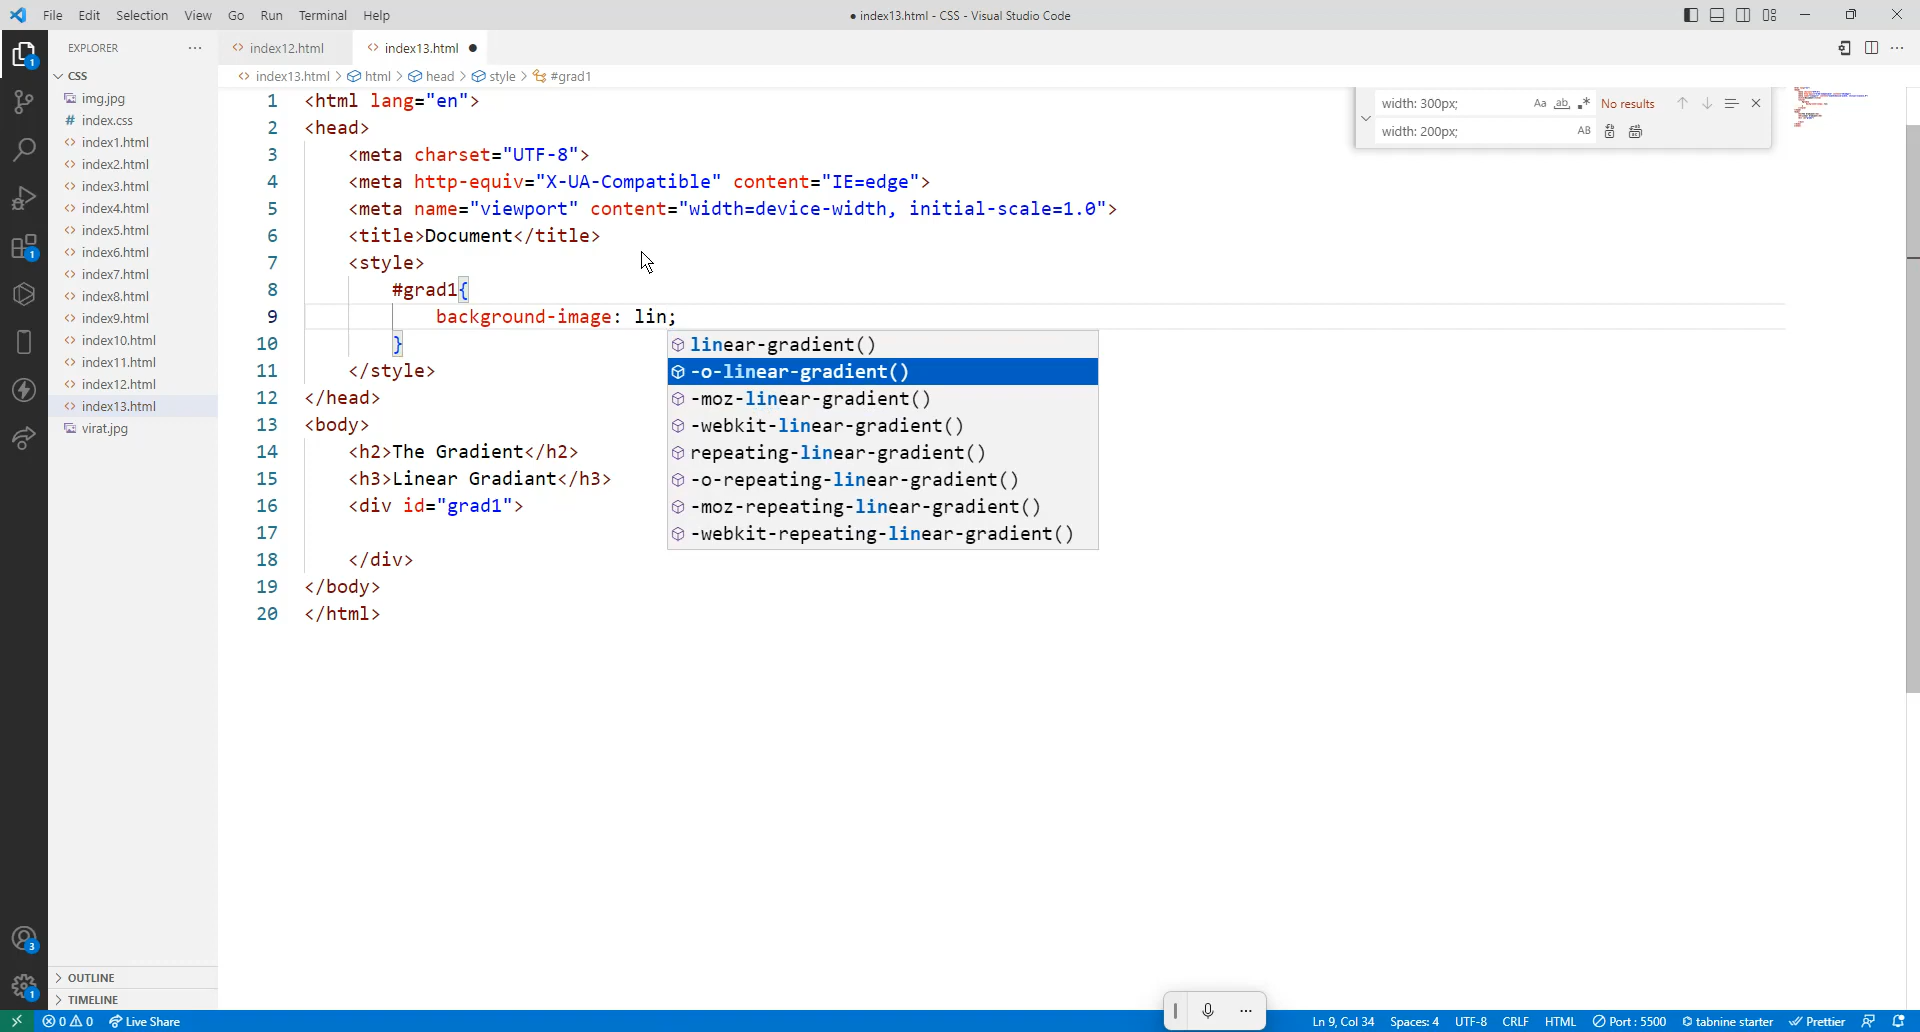 File Edit Selection View Go Run Terminal Help
● index13.html - CSS - Visual Studio Code
EXPLORER
CSS
img.jpg
index.css
index1.html
index2.html
index3.html
index4.html
index5.html
index6.html
index7.html
index8.html
index9.html
index10.html
index11.html
index12.html
index13.html
virat.jpg
OUTLINE
TIMELINE
1
1
3
1
index12.html
index13.html ●
index13.html > html > head > style > #grad1
width: 300px; Aa ab No results
width: 200px; AB
1 <html lang="en">
2 <head>
3 <meta charset="UTF-8">
4 <meta http-equiv="X-UA-Compatible" content="IE=edge">
5 <meta name="viewport" content="width=device-width, initial-scale=1.0">
6 <title>Document</title>
7 <style>
8 #grad1{
9 background-image: lin;
10 }
11 </style>
12 </head>
13 <body>
14 <h2>The Gradient</h2>
15 <h3>Linear Gradiant</h3>
16 <div id="grad1">
17
18 </div>
19 </body>
20 </html>
linear-gradient()
-o-linear-gradient()
-moz-linear-gradient()
-webkit-linear-gradient()
repeating-linear-gradient()
-o-repeating-linear-gradient()
-moz-repeating-linear-gradient()
-webkit-repeating-linear-gradient()
0 0 Live Share
Ln 9, Col 34 Spaces: 4 UTF-8 CRLF HTML Port : 5500 tabnine starter Prettier